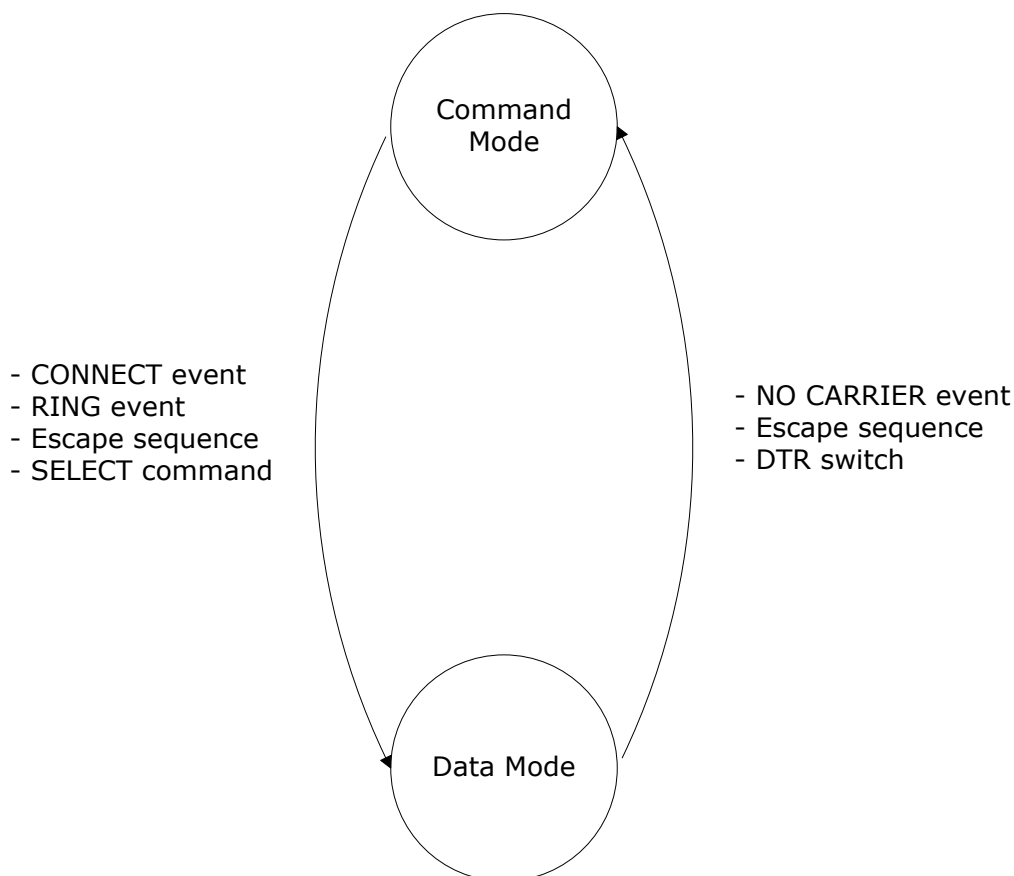 Command
Mode
- CONNECT event
- RING event
- Escape sequence
- SELECT command
- NO CARRIER event
- Escape sequence
- DTR switch
Data Mode